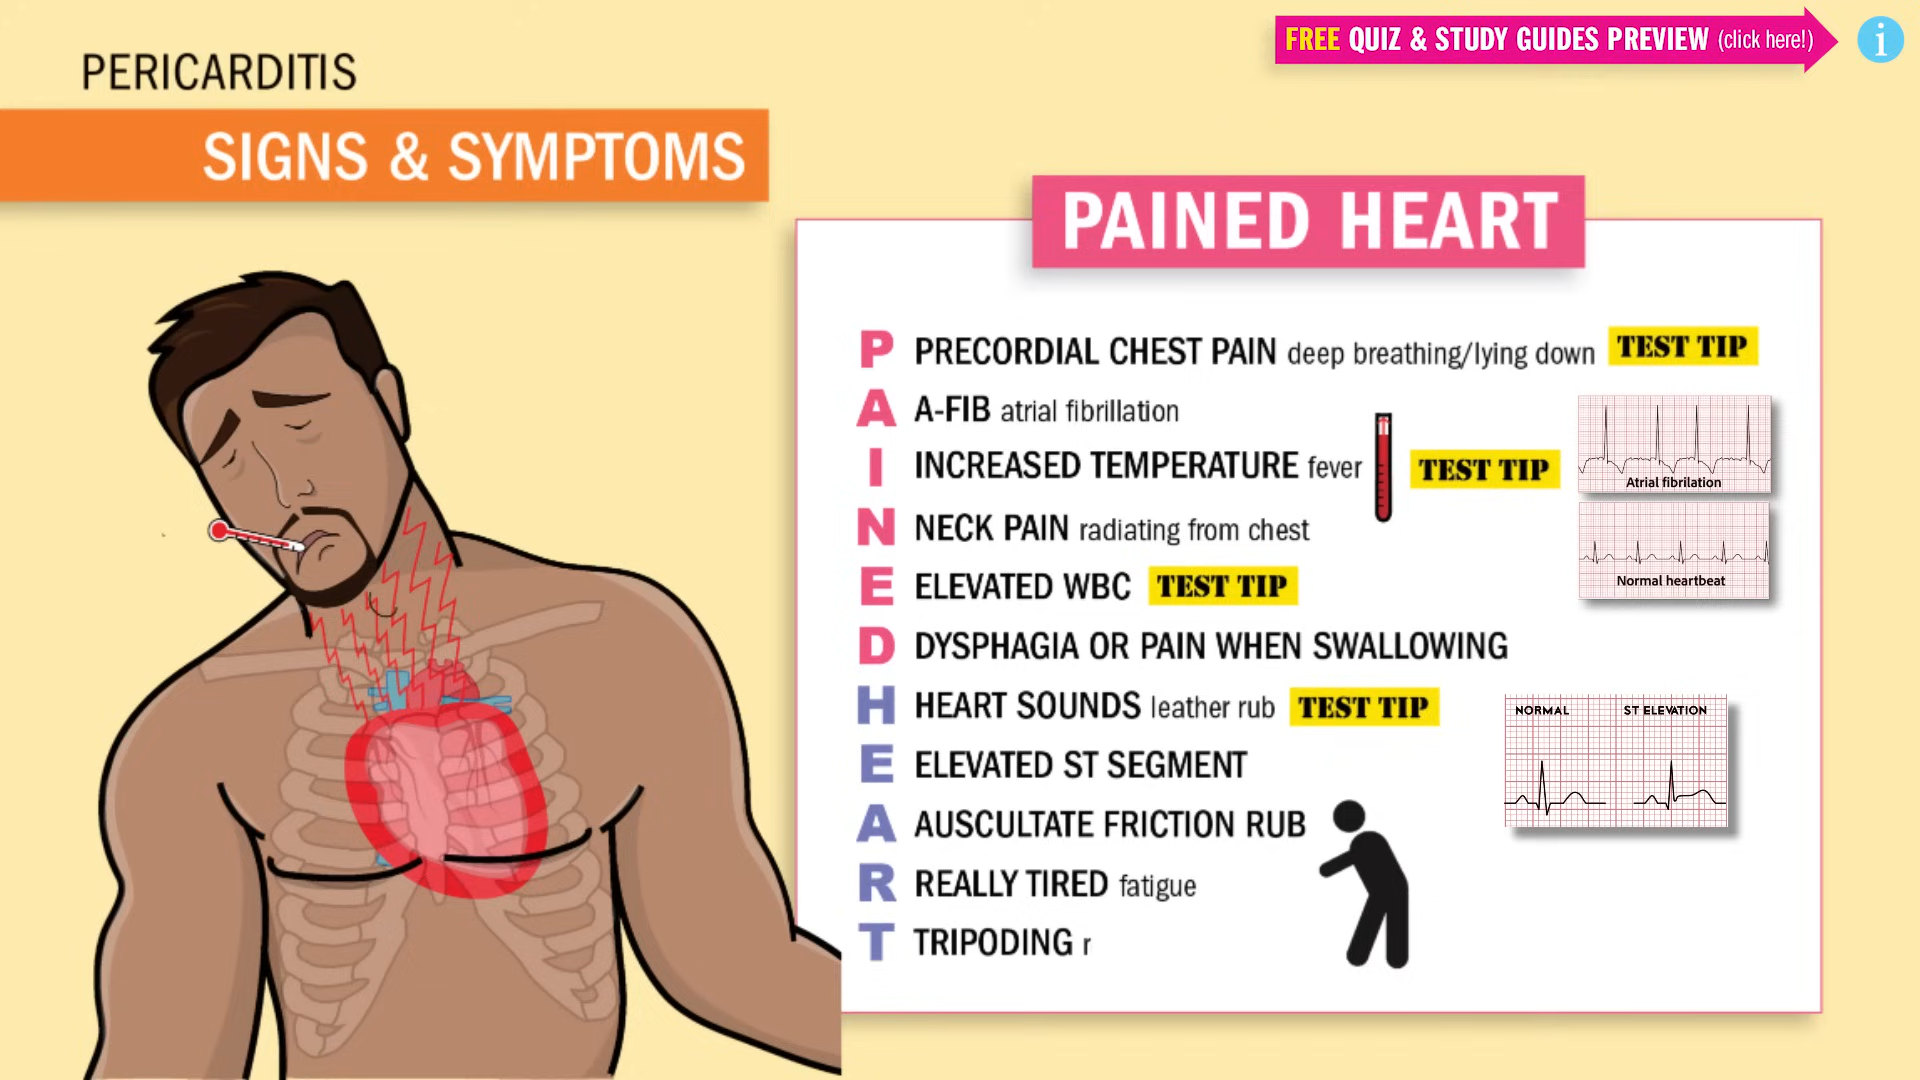 FREE QUIZ & STUDY GUIDES PREVIEW (click here!) i
PERICARDITIS
SIGNS & SYMPTOMS
PAINED HEART
P PRECORDIAL CHEST PAIN deep breathing/lying down TEST TIP
A A-FIB atrial fibrillation
I INCREASED TEMPERATURE fever TEST TIP
Atrial fibrilation
N NECK PAIN radiating from chest
Normal heartbeat
E ELEVATED WBC TEST TIP
D DYSPHAGIA OR PAIN WHEN SWALLOWING
H HEART SOUNDS leather rub TEST TIP
NORMAL ST ELEVATION
E ELEVATED ST SEGMENT
A AUSCULTATE FRICTION RUB
R REALLY TIRED fatigue
T TRIPODING r